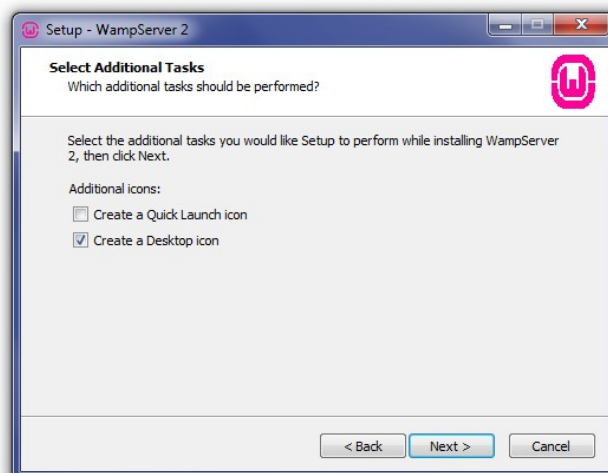 Setup - WampServer 2
Select Additional Tasks
Which additional tasks should be performed?
Select the additional tasks you would like Setup to perform while installing WampServer
2, then click Next.
Additional icons:
Create a Quick Launch icon
Create a Desktop icon
< Back
Next >
Cancel